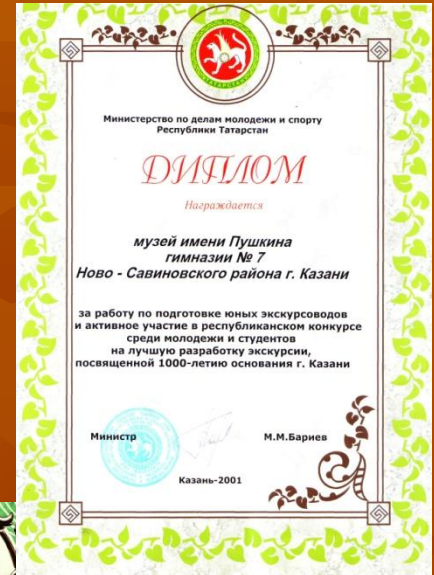 Министерство по делам молодежи и спорту
Республики Татарстан
ДИПЛОМ
Награждается
музей имени Пушкина
гимназии № 7
Ново - Савиновского района г. Казани
за работу по подготовке юных экскурсоводов
и активное участие в республиканском конкурсе
среди молодежи и студентов
на лучшую разработку экскурсии,
посвященной 1000-летию основания г. Казани
Министр М.М.Бариев
Казань-2001